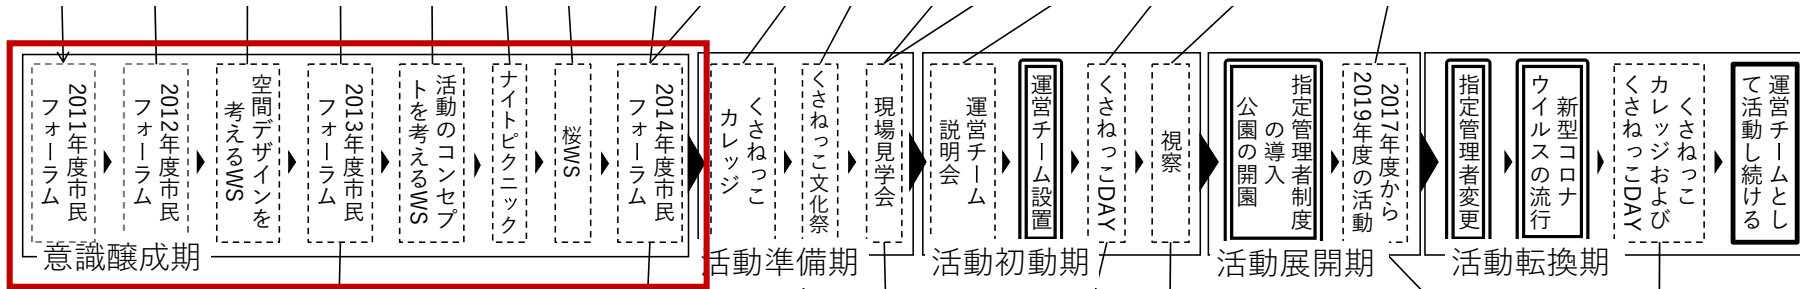 2011年度市民
フォーラム
2012年度市民
フォーラム
空間デザインを
考えるWS
2013年度市民
フォーラム
活動のコンセプ
トを考えるWS
ナイトピクニック
桜WS
2014年度市民
フォーラム
意識醸成期
くさねっこ
カレッジ
くさねっこ文化祭
現場見学会
活動準備期
運営チーム
説明会
運営チーム設置
くさねっこDAY
視察
活動初動期
指定管理者制度
の導入
公園の開園
2017年度から
2019年度の活動
活動展開期
指定管理者変更
新型コロナ
ウイルスの流行
くさねっこ
カレッジおよび
くさねっこDAY
運営チームとし
て活動し続ける
活動転換期